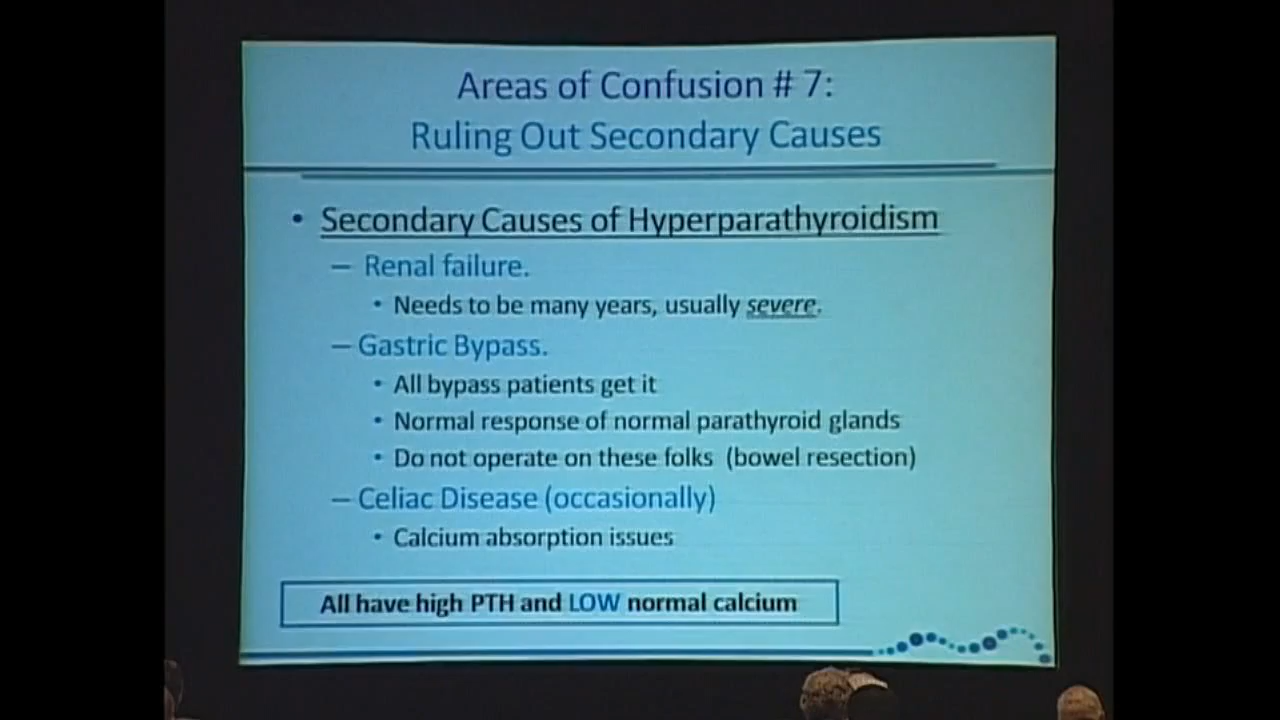 Areas of Confusion # 7:
Ruling Out Secondary Causes
• Secondary Causes of Hyperparathyroidism
– Renal failure.
• Needs to be many years, usually severe.
– Gastric Bypass.
• All bypass patients get it
• Normal response of normal parathyroid glands
• Do not operate on these folks (bowel resection)
– Celiac Disease (occasionally)
• Calcium absorption issues
All have high PTH and LOW normal calcium